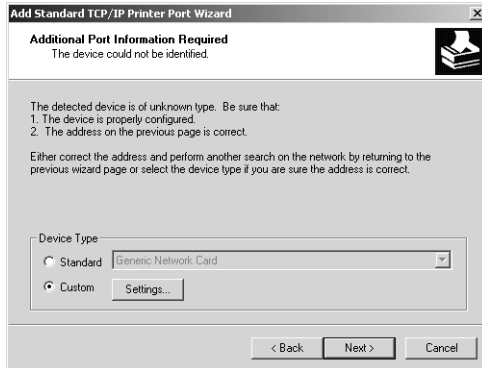 Add Standard TCP/IP Printer Port Wizard
Additional Port Information Required
The device could not be identified.
The detected device is of unknown type. Be sure that:
1. The device is properly configured.
2. The address on the previous page is correct.
Either correct the address and perform another search on the network by returning to the
previous wizard page or select the device type if you are sure the address is correct.
Device Type
Standard Generic Network Card
Custom Settings...
< Back Next > Cancel